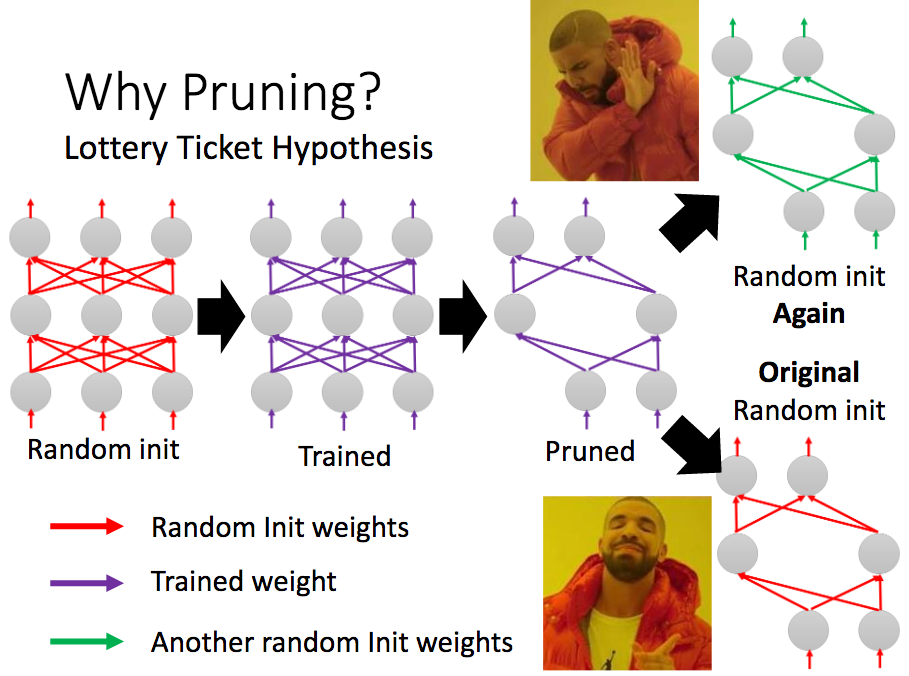 Why Pruning?
Lottery Ticket Hypothesis
Random init
Trained
Pruned
Random init
Again
Original
Random init
Random Init weights
Trained weight
Another random Init weights